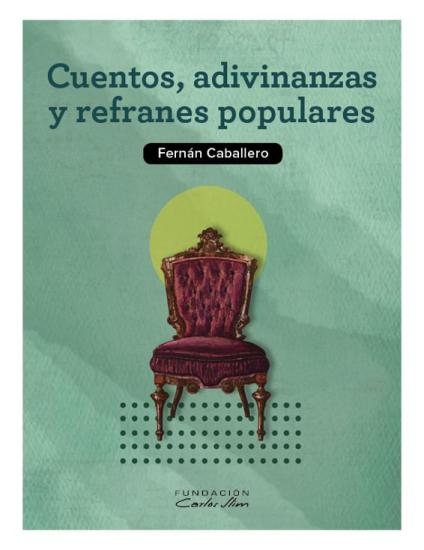 Cuentos, adivinanzas
y refranes populares
Fernán Caballero
FUNDACIÓN
Carlos Slim